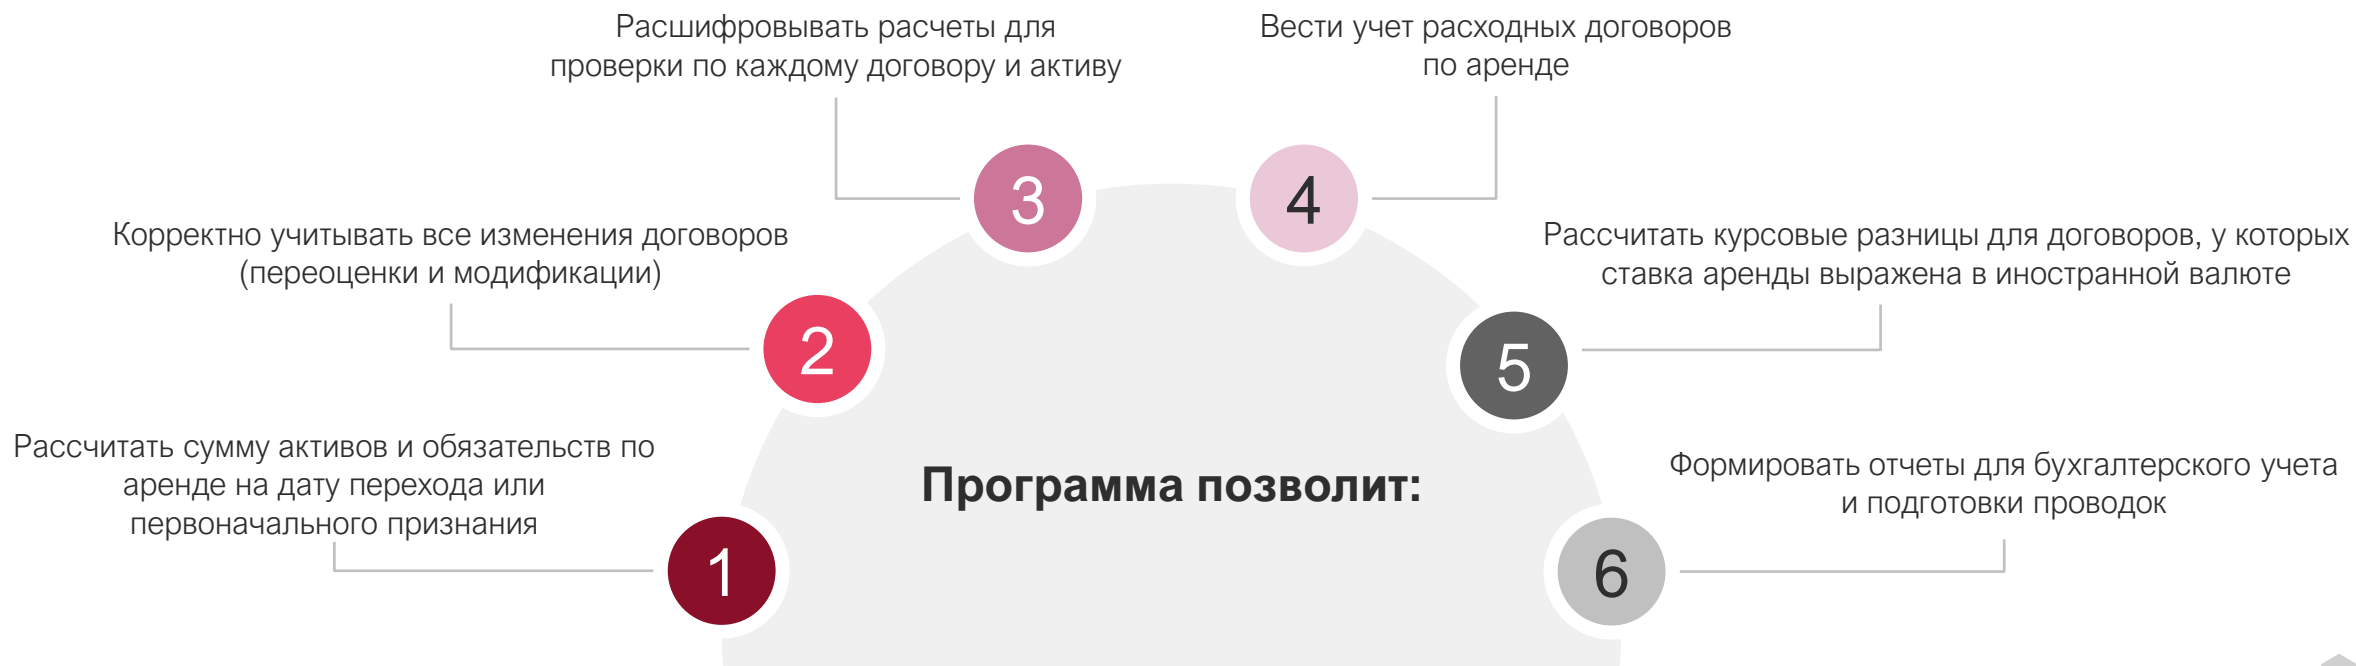 Расшифровывать расчеты для
проверки по каждому договору и активу
Вести учет расходных договоров
по аренде
3
4
Корректно учитывать все изменения договоров
(переоценки и модификации)
Рассчитать курсовые разницы для договоров, у которых
ставка аренды выражена в иностранной валюте
2
5
Рассчитать сумму активов и обязательств по
аренде на дату перехода или
первоначального признания
Программа позволит:
Формировать отчеты для бухгалтерского учета
и подготовки проводок
1
6